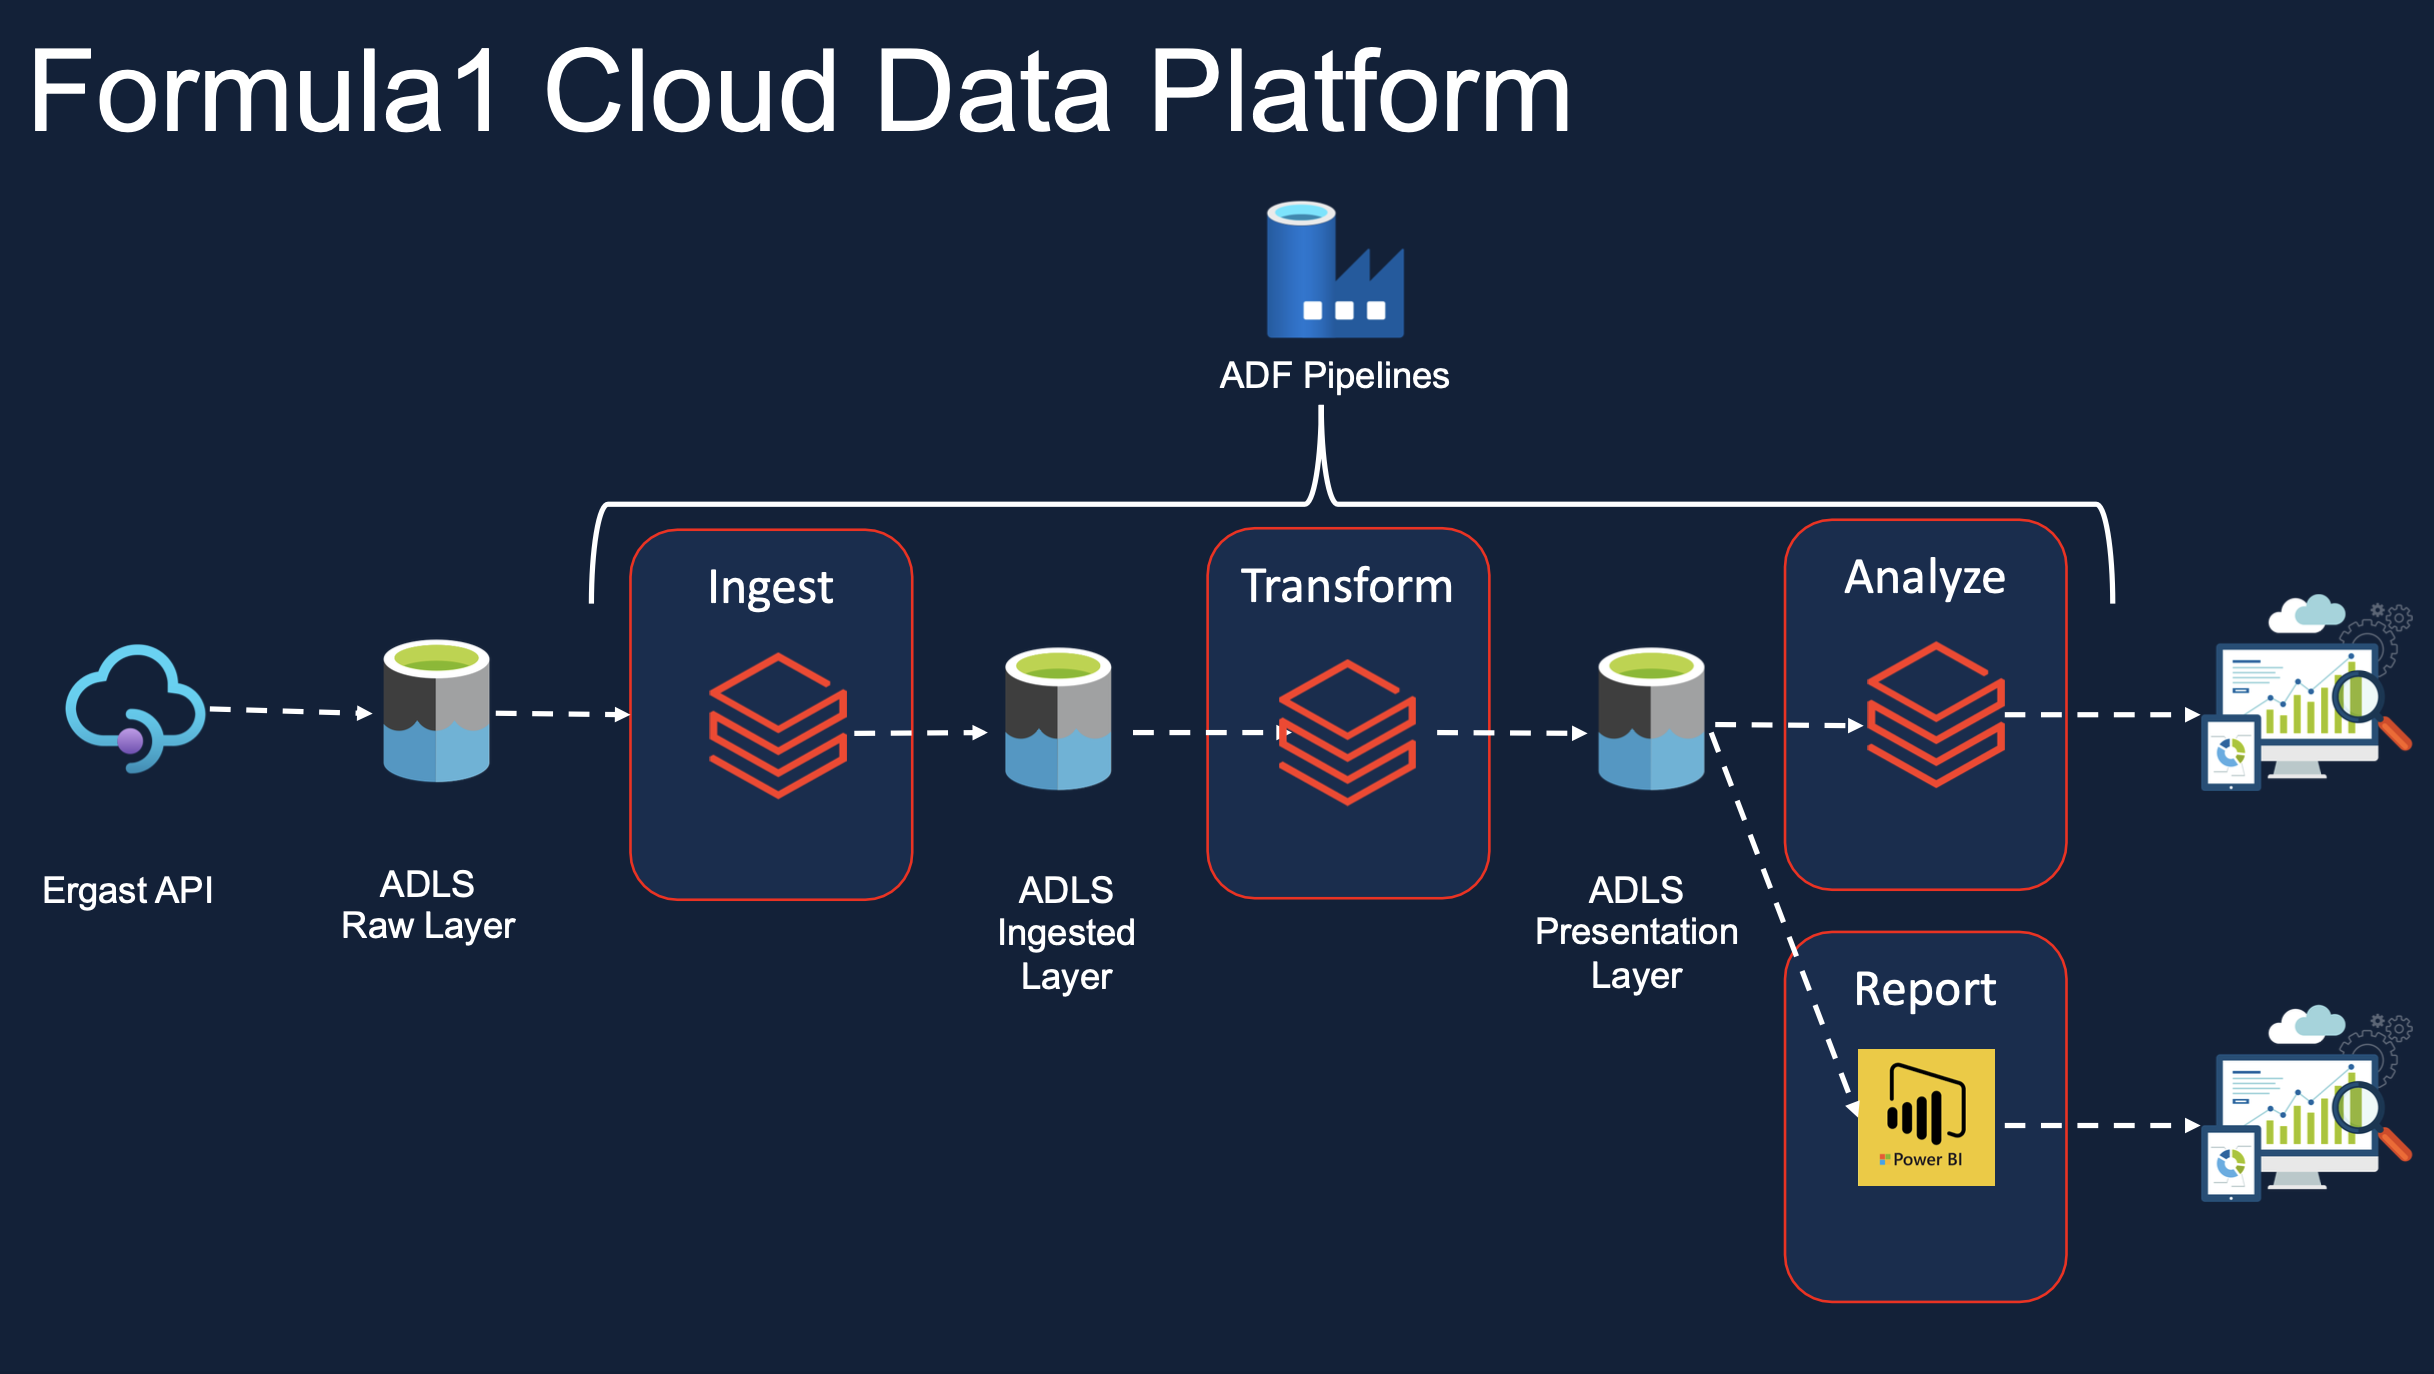 Formula1 Cloud Data Platform
ADF Pipelines
Ingest
Transform
Analyze
Ergast API
ADLS
Raw Layer
ADLS
Ingested
Layer
ADLS
Presentation
Layer
Report
Power BI